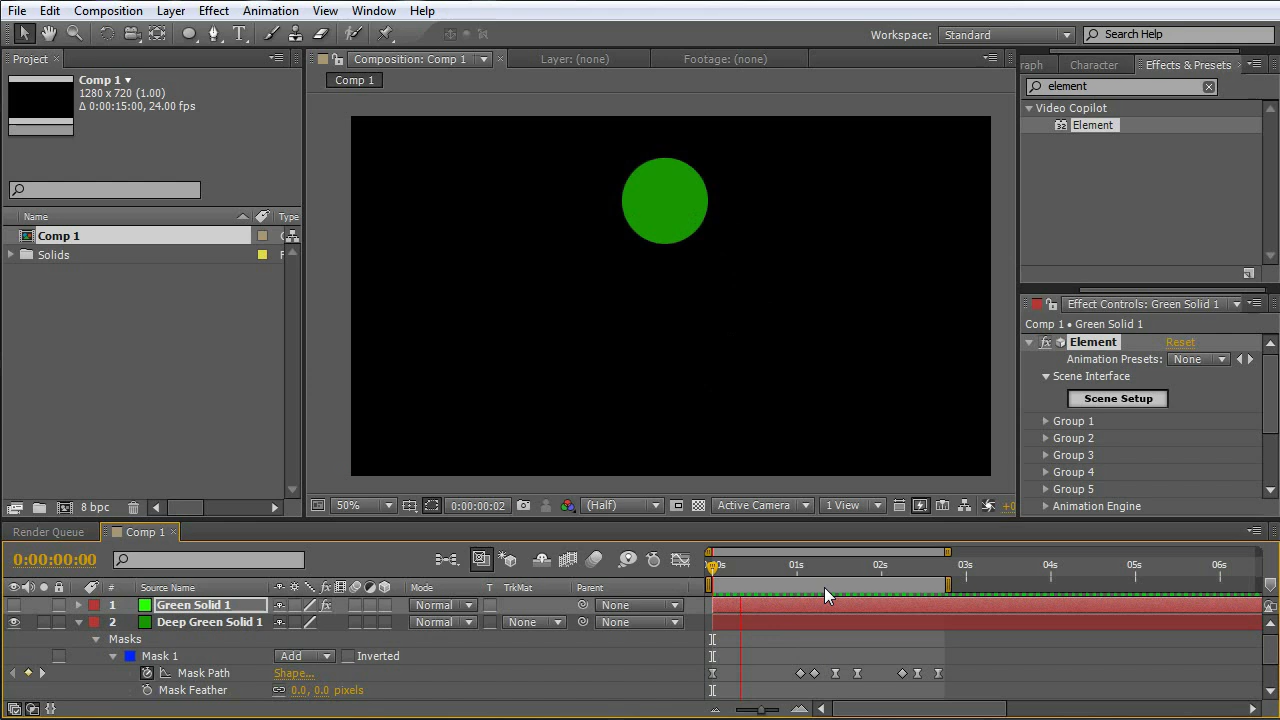 File Edit Composition Layer Effect Animation View Window Help
Workspace: Standard Search Help
Project
Comp 1
1280 x 720 (1.00)
Δ 0:00:15:00, 24.00 fps
Name Type
Comp 1
Solids F
8 bpc
Composition: Comp 1 Layer: (none) Footage: (none)
Comp 1
50% 0:00:00:02 (Half) Active Camera 1 View +0
raph Character Effects & Presets
element
Video Copilot
32 Element
Effect Controls: Green Solid 1
Comp 1 • Green Solid 1
fx Element Reset
Animation Presets: None
Scene Interface
Scene Setup
Group 1
Group 2
Group 3
Group 4
Group 5
Animation Engine
Render Queue Comp 1
0:00:00:00
01s 02s 03s 04s 05s 06s
# Source Name fx Mode T TrkMat Parent
1 Green Solid 1 fx Normal None
2 Deep Green Solid 1 Normal None None
Masks
Mask 1 Add Inverted
Mask Path Shape...
Mask Feather 0.0, 0.0 pixels